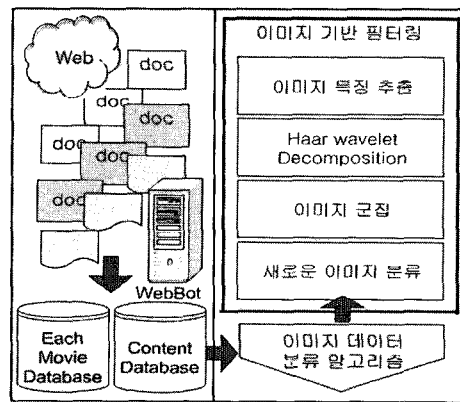 Web
doc
doc
doc
doc
doc
doc
WebBot
Each
Movie
Database
Content
Database
이미지 기반 필터링
이미지 특징 추출
Haar wavelet
Decomposition
이미지 군집
새로운 이미지 분류
이미지 데이터
분류 알고리즘